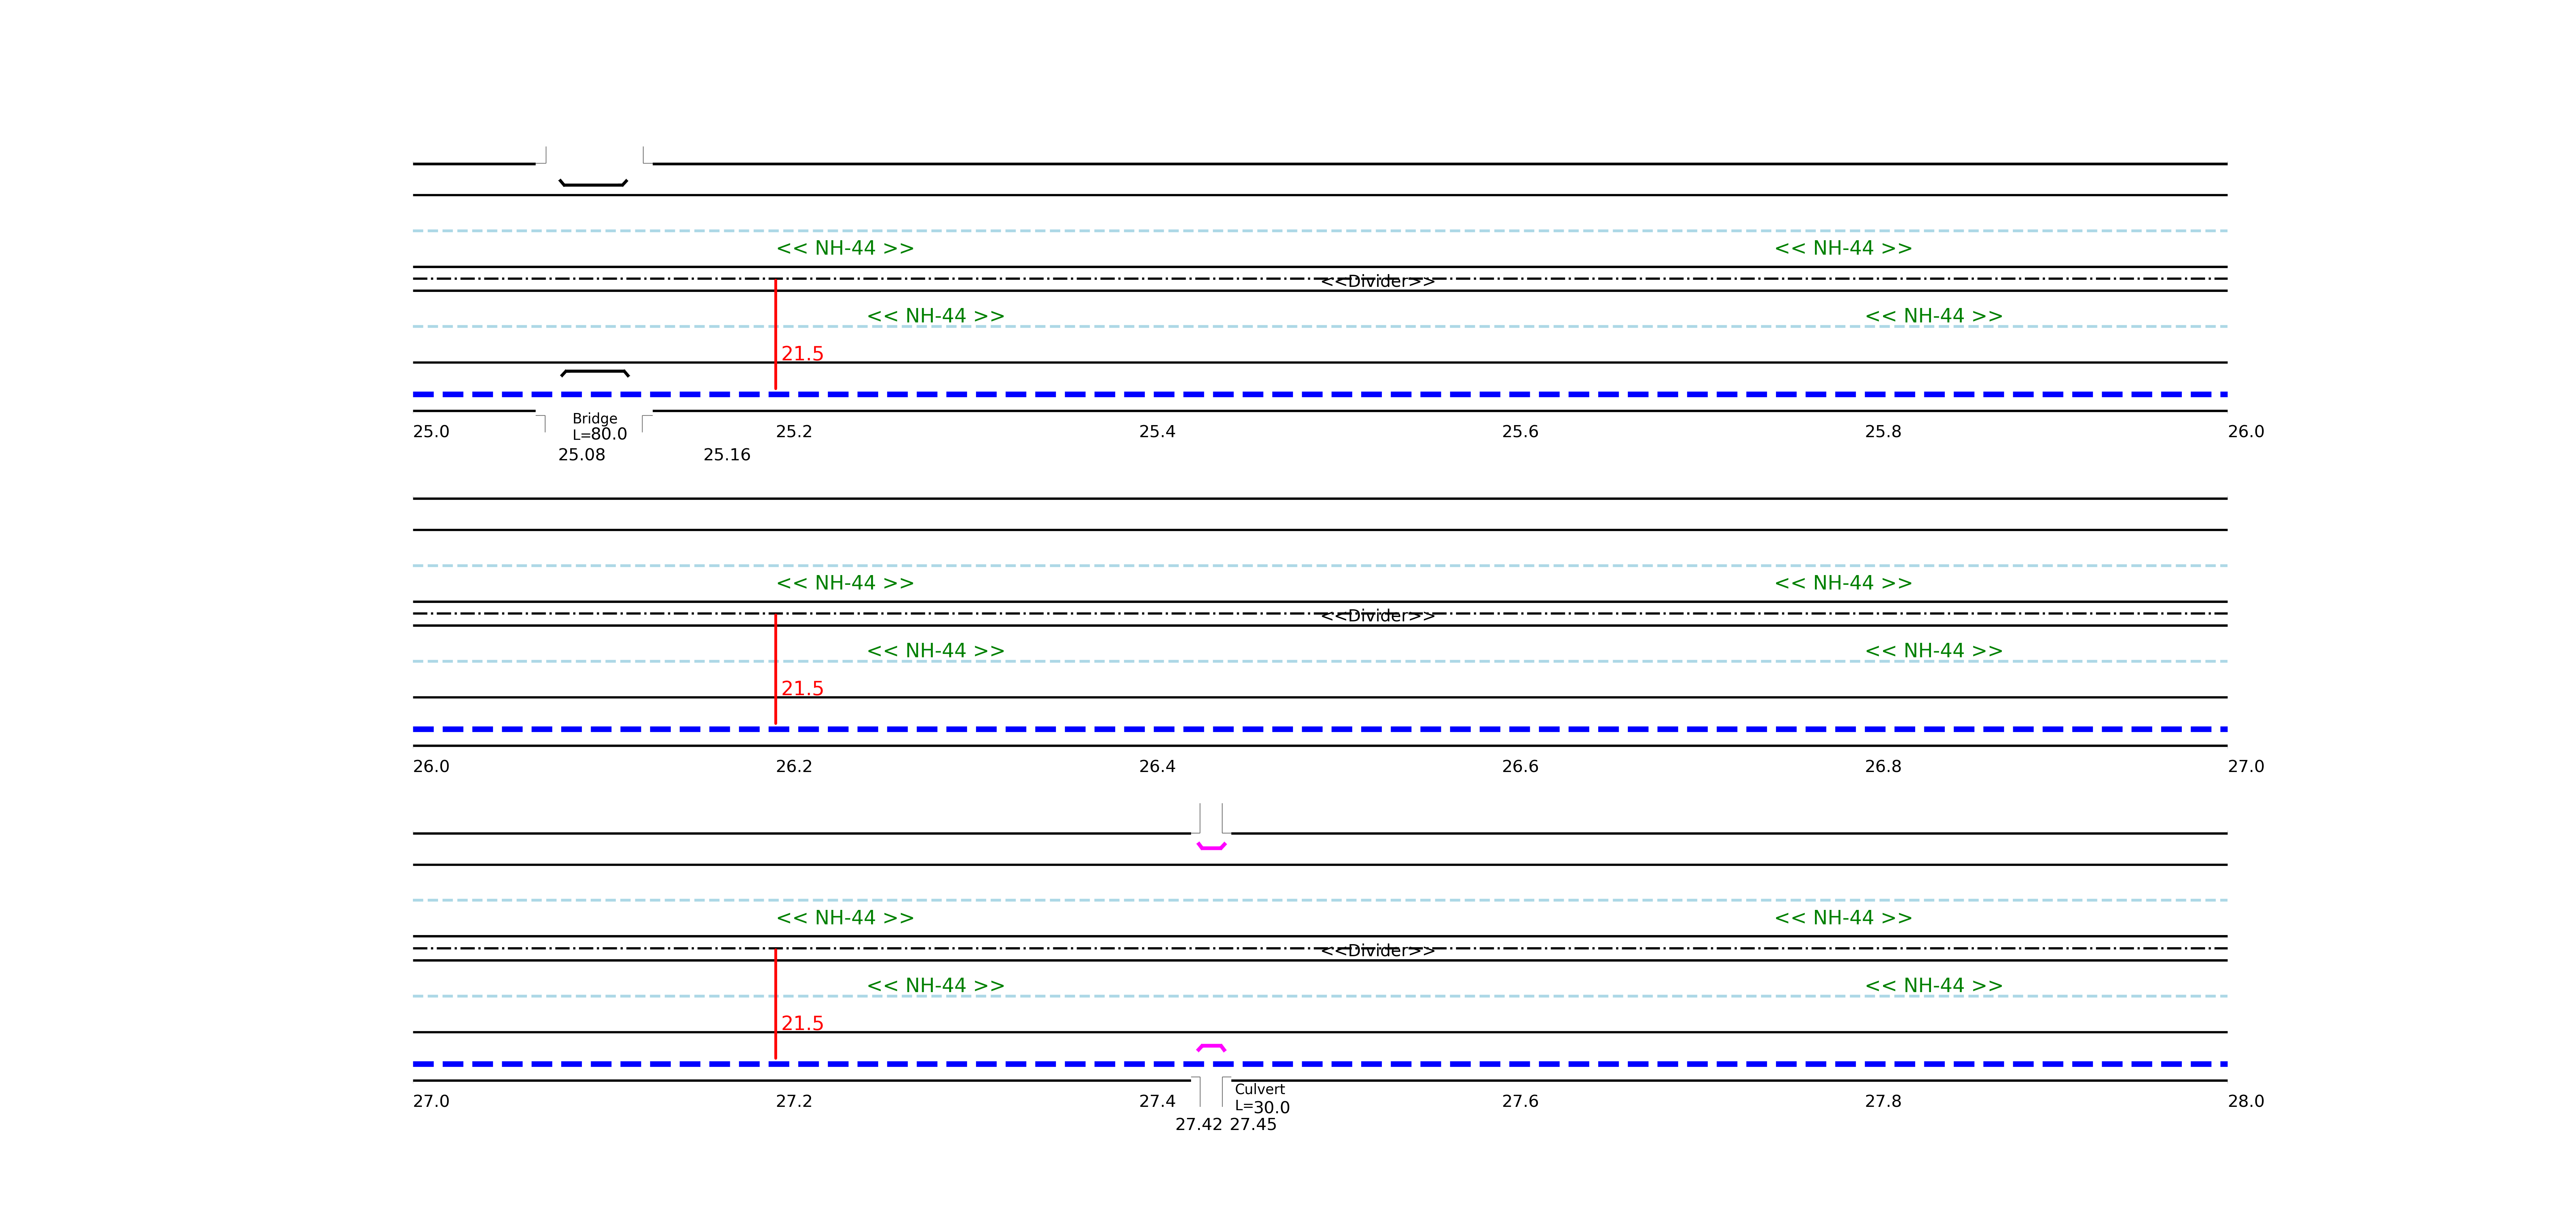 << NH-44 >> << NH-44 >>
<<Divider>>
<< NH-44 >> << NH-44 >>
21.5
Bridge
L=80.0
25.0 25.2 25.4 25.6 25.8 26.0
25.08 25.16
<< NH-44 >> << NH-44 >>
<<Divider>>
<< NH-44 >> << NH-44 >>
21.5
26.0 26.2 26.4 26.6 26.8 27.0
<< NH-44 >> << NH-44 >>
<<Divider>>
<< NH-44 >> << NH-44 >>
21.5
Culvert
L=30.0
27.0 27.2 27.4 27.6 27.8 28.0
27.42 27.45